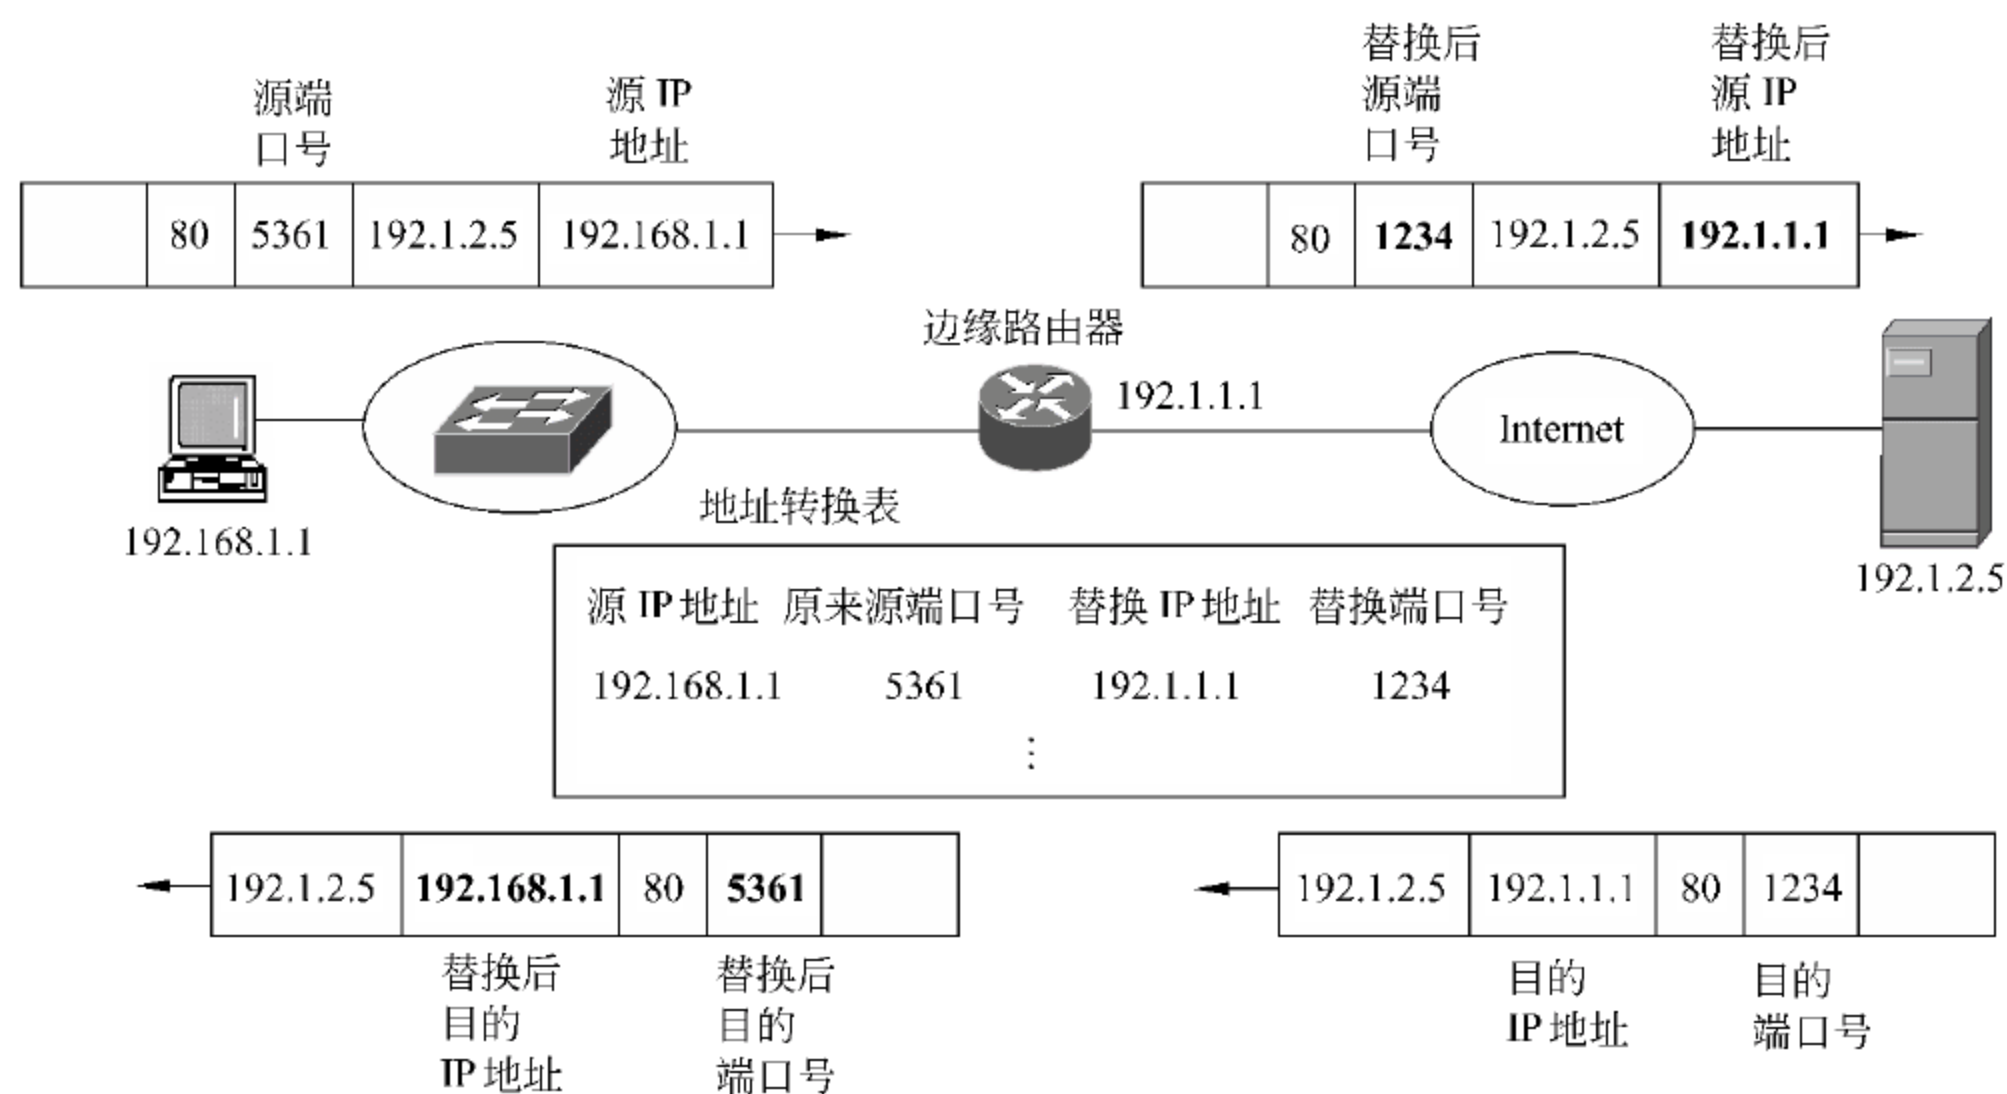 替换后
源端
口号
替换后
源 IP
地址
源端
口号
源 IP
地址
80 5361 192.1.2.5 192.168.1.1
80 1234 192.1.2.5 192.1.1.1
边缘路由器
192.1.1.1
Internet
192.168.1.1
192.1.2.5
地址转换表
源 IP 地址 原来源端口号 替换 IP 地址 替换端口号
192.168.1.1 5361 192.1.1.1 1234
⋮
192.1.2.5 192.168.1.1 80 5361
192.1.2.5 192.1.1.1 80 1234
替换后
目的
IP 地址
替换后
目的
端口号
目的
IP 地址
目的
端口号